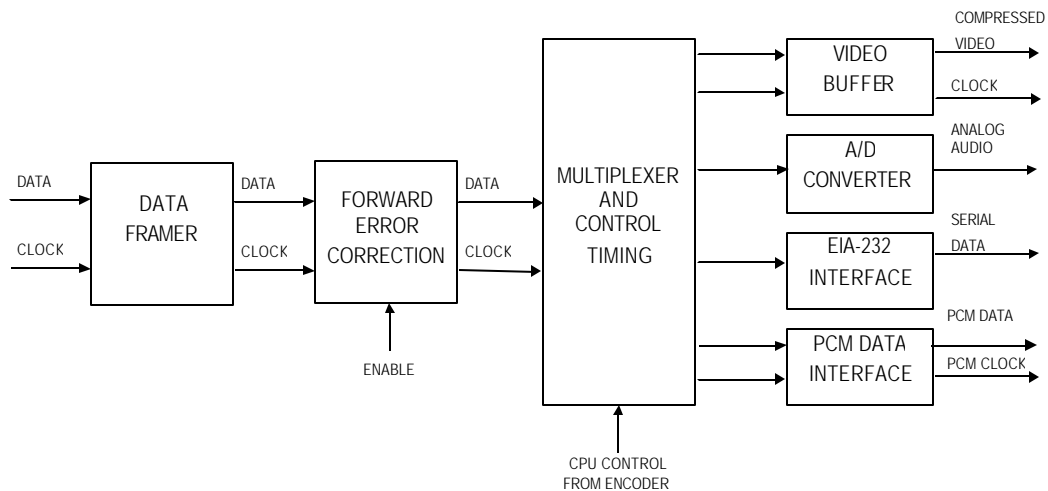 DATA
CLOCK
DATA
FRAMER
DATA
CLOCK
FORWARD
ERROR
CORRECTION
ENABLE
DATA
CLOCK
MULTIPLEXER
AND
CONTROL
TIMING
CPU CONTROL
FROM ENCODER
VIDEO
BUFFER
COMPRESSED
VIDEO
CLOCK
A/D
CONVERTER
ANALOG
AUDIO
EIA-232
INTERFACE
SERIAL
DATA
PCM DATA
INTERFACE
PCM DATA
PCM CLOCK